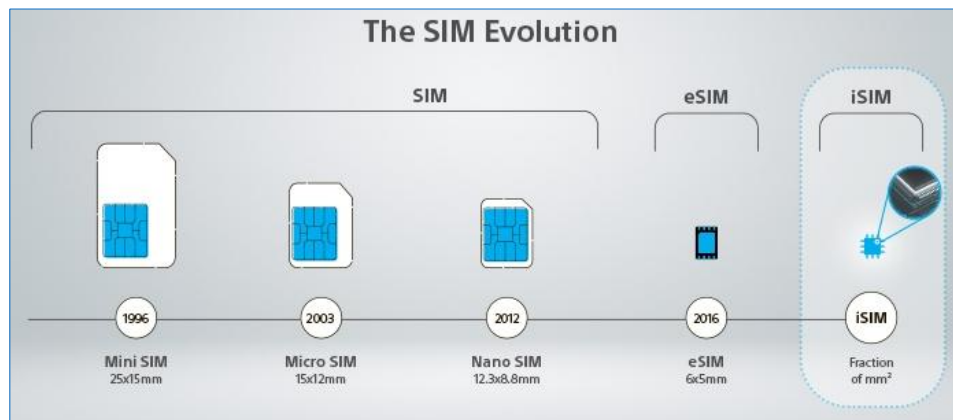 The SIM Evolution
SIM
eSIM
iSIM
1996
2003
2012
2016
iSIM
Mini SIM
25x15mm
Micro SIM
15x12mm
Nano SIM
12.3x8.8mm
eSIM
6x5mm
Fraction
of mm²